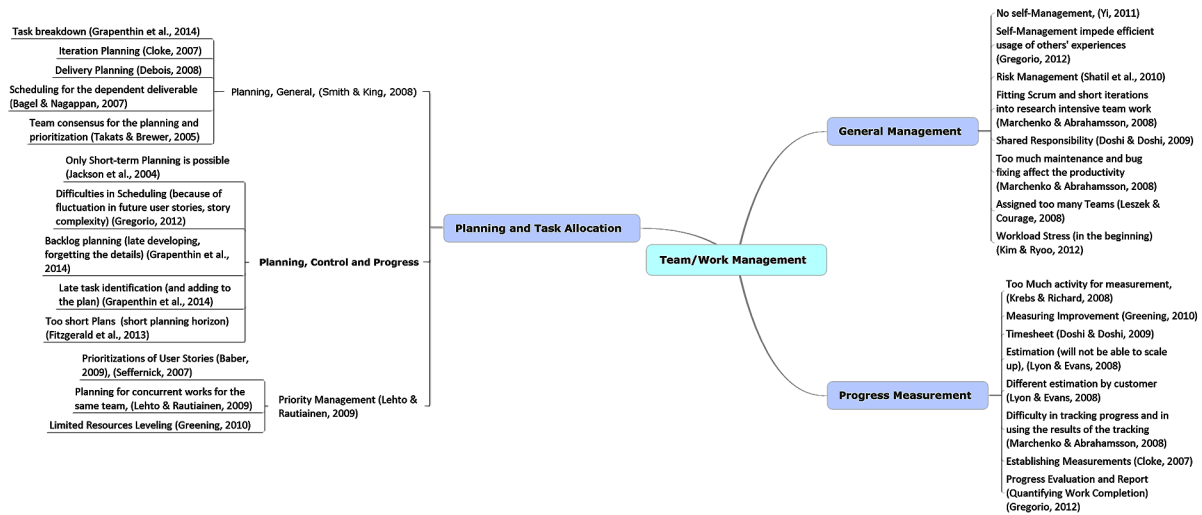 Task breakdown (Grapenthin et al., 2014)
Iteration Planning (Cloke, 2007)
Delivery Planning (Debois, 2008)
Scheduling for the dependent deliverable
(Bagel & Nagappan, 2007)
Team consensus for the planning and
prioritization (Takats & Brewer, 2005)
Planning, General, (Smith & King, 2008)
Only Short-term Planning is possible
(Jackson et al., 2004)
Difficulties in Scheduling (because of
fluctuation in future user stories, story
complexity) (Gregorio, 2012)
Backlog planning (late developing,
forgetting the details) (Grapenthin et al.,
2014)
Late task identification (and adding to
the plan) (Grapenthin et al., 2014)
Too short Plans (short planning horizon)
(Fitzgerald et al., 2013)
Planning, Control and Progress
Prioritizations of User Stories (Baber,
2009), (Seffernick, 2007)
Planning for concurrent works for the
same team, (Lehto & Rautiainen, 2009)
Limited Resources Leveling (Greening, 2010)
Priority Management (Lehto &
Rautiainen, 2009)
Planning and Task Allocation
Team/Work Management
General Management
No self-Management, (Yi, 2011)
Self-Management impede efficient
usage of others' experiences
(Gregorio, 2012)
Risk Management (Shatil et al., 2010)
Fitting Scrum and short iterations
into research intensive team work
(Marchenko & Abrahamsson, 2008)
Shared Responsibility (Doshi & Doshi, 2009)
Too much maintenance and bug
fixing affect the productivity
(Marchenko & Abrahamsson, 2008)
Assigned too many Teams (Leszek &
Courage, 2008)
Workload Stress (in the beginning)
(Kim & Ryoo, 2012)
Progress Measurement
Too Much activity for measurement,
(Krebs & Richard, 2008)
Measuring Improvement (Greening, 2010)
Timesheet (Doshi & Doshi, 2009)
Estimation (will not be able to scale
up), (Lyon & Evans, 2008)
Different estimation by customer
(Lyon & Evans, 2008)
Difficulty in tracking progress and in
using the results of the tracking
(Marchenko & Abrahamsson, 2008)
Establishing Measurements (Cloke, 2007)
Progress Evaluation and Report
(Quantifying Work Completion)
(Gregorio, 2012)